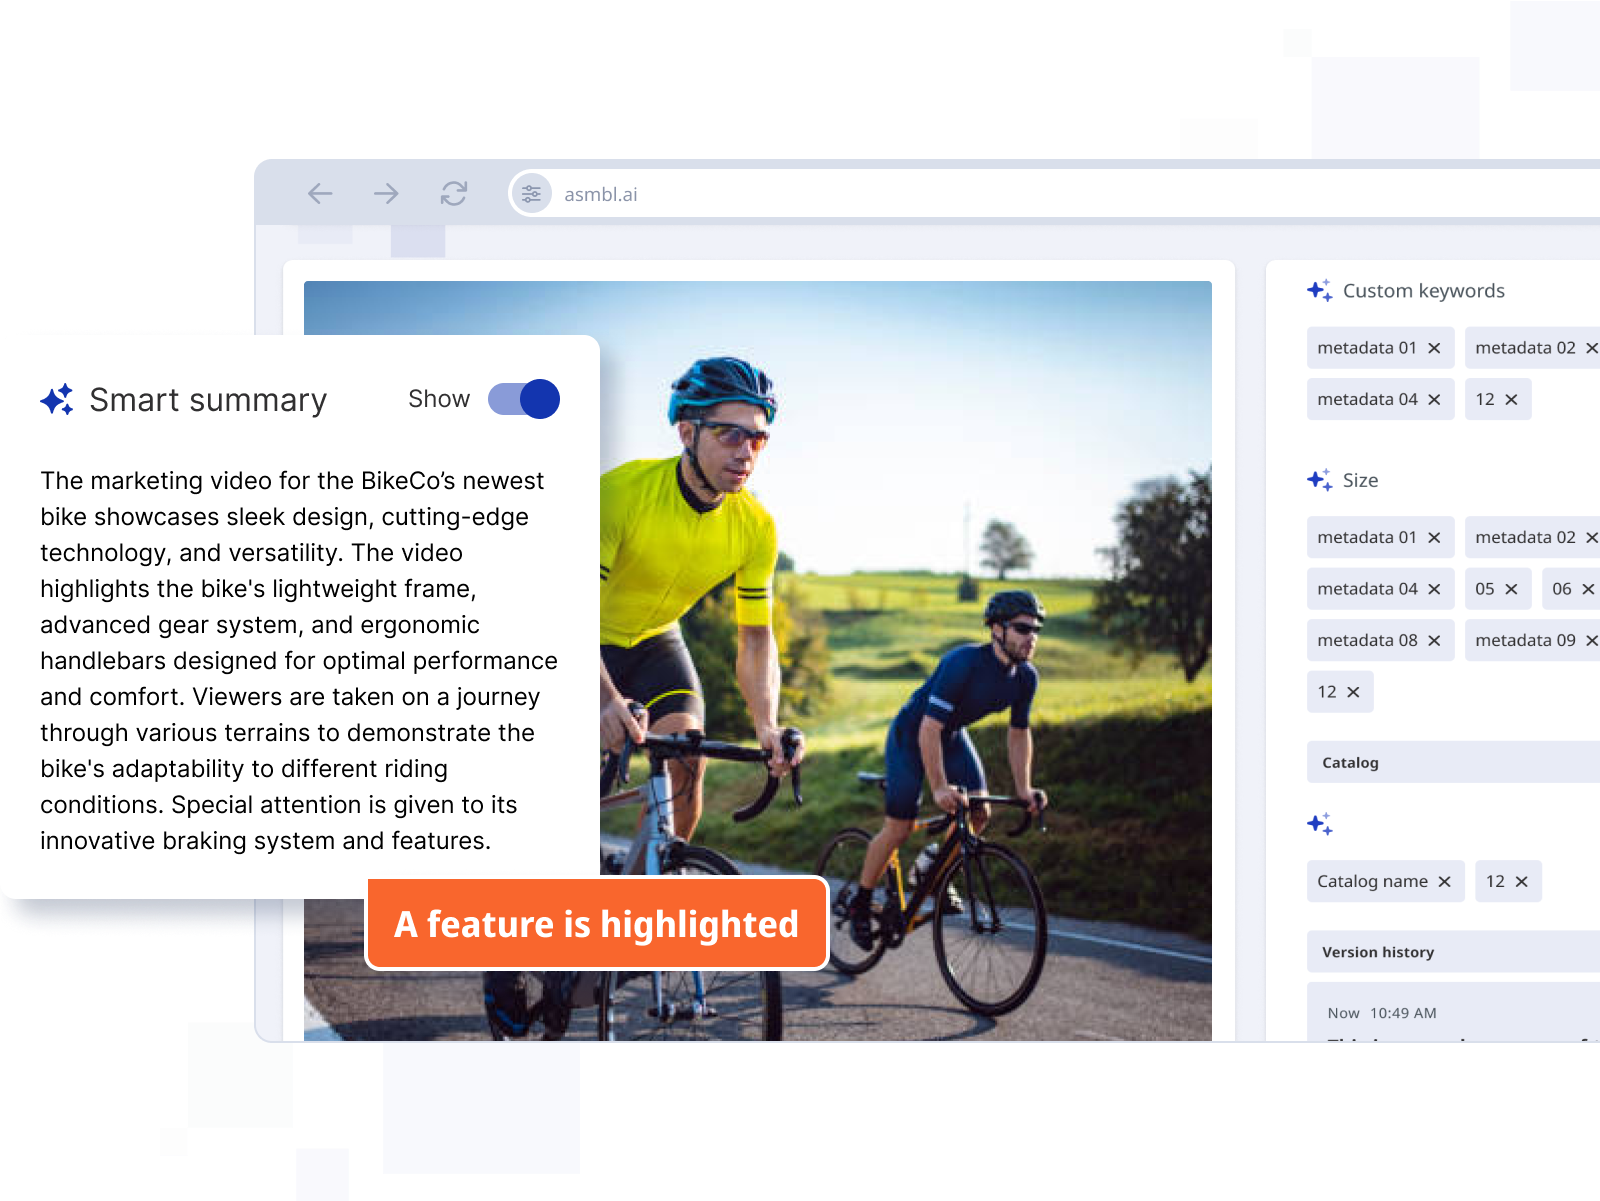 asmbl.ai
Smart summary
Show
The marketing video for the BikeCo’s newest
bike showcases sleek design, cutting-edge
technology, and versatility. The video
highlights the bike's lightweight frame,
advanced gear system, and ergonomic
handlebars designed for optimal performance
and comfort. Viewers are taken on a journey
through various terrains to demonstrate the
bike's adaptability to different riding
conditions. Special attention is given to its
innovative braking system and features.
A feature is highlighted
Custom keywords
metadata 01 metadata 02
metadata 04 12
Size
metadata 01 metadata 02
metadata 04 05 06
metadata 08 metadata 09
12
Catalog
Catalog name 12
Version history
Now 10:49 AM